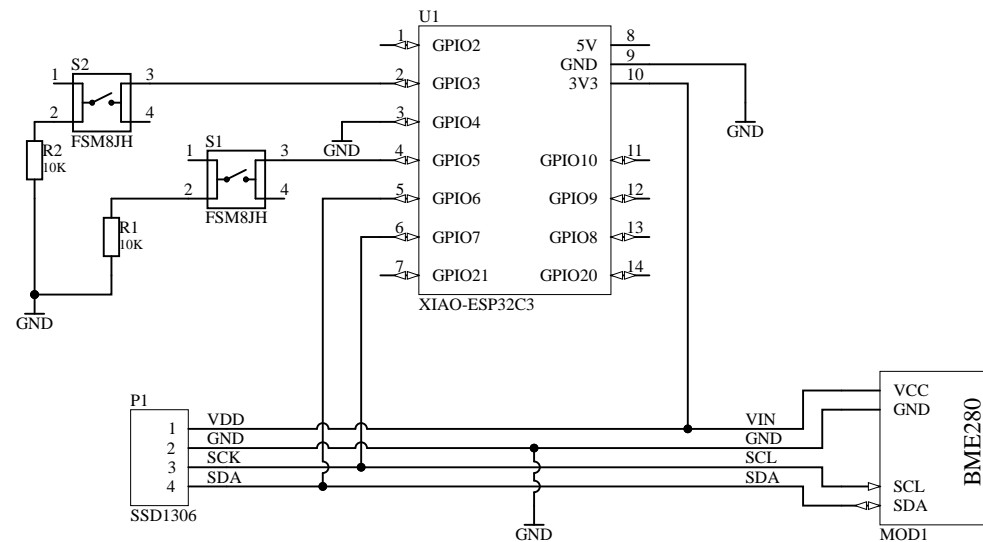 U1
1 GPIO2 5V 8
GND 9
2 GPIO3 3V3 10
3 GPIO4
GND
4 GPIO5 GPIO10 11
5 GPIO6 GPIO9 12
6 GPIO7 GPIO8 13
7 GPIO21 GPIO20 14
XIAO-ESP32C3
GND
S2
1 3
2 4
FSM8JH
R2
10K
S1
1 3
2 4
FSM8JH
R1
10K
GND
P1
1 VDD VIN
2 GND GND
3 SCK SCL
4 SDA SDA
SSD1306
GND
VCC
GND
BME280
SCL
SDA
MOD1